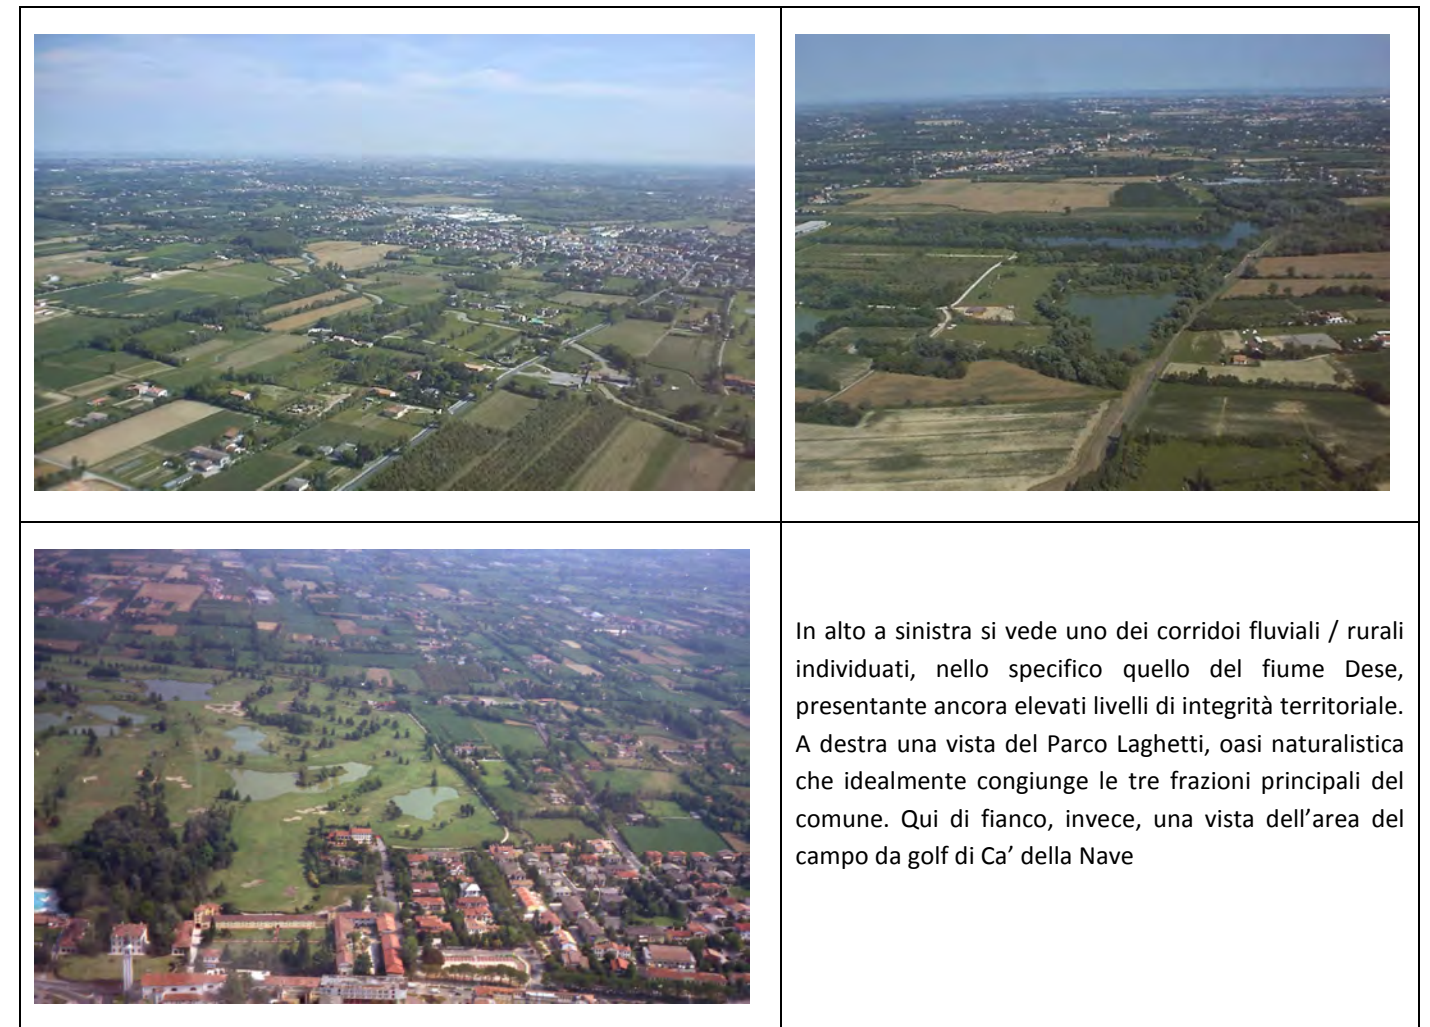 In alto a sinistra si vede uno dei corridoi fluviali / rurali
individuati, nello specifico quello del fiume Dese,
presentante ancora elevati livelli di integrità territoriale.
A destra una vista del Parco Laghetti, oasi naturalistica
che idealmente congiunge le tre frazioni principali del
comune. Qui di fianco, invece, una vista dell’area del
campo da golf di Ca’ della Nave